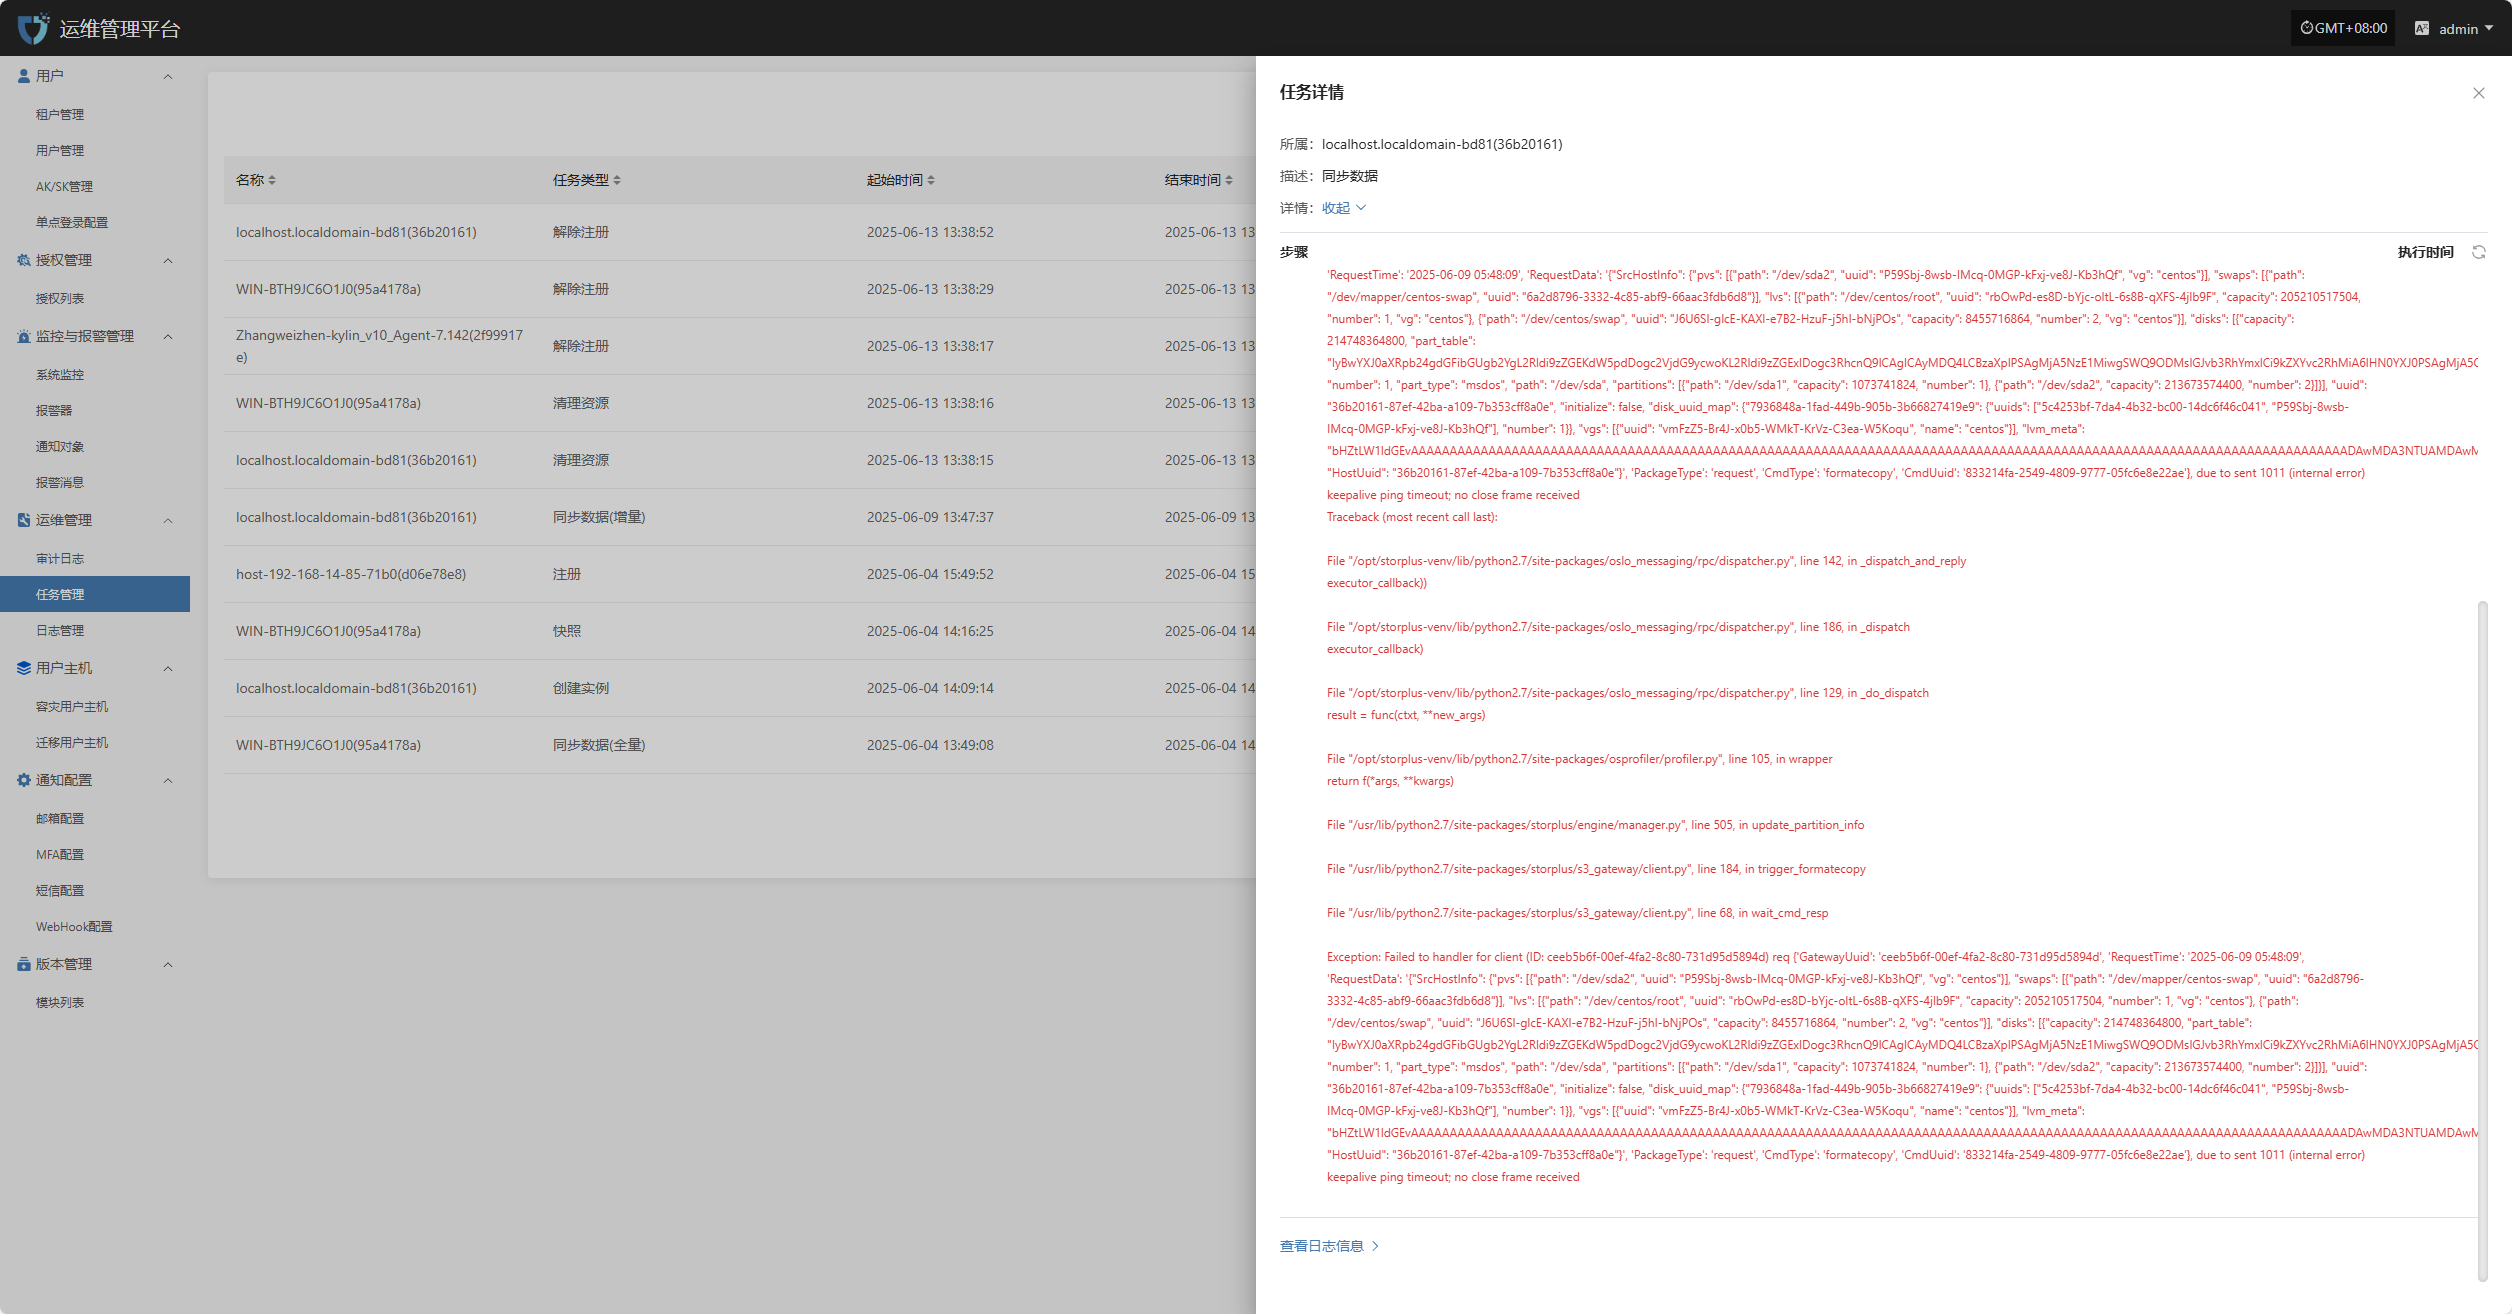 运维管理平台
GMT+08:00
admin
用户
租户管理
用户管理
AK/SK管理
单点登录配置
授权管理
授权列表
监控与报警管理
系统监控
报警器
通知对象
报警消息
运维管理
审计日志
任务管理
日志管理
用户主机
容灾用户主机
迁移用户主机
通知配置
邮箱配置
MFA配置
短信配置
WebHook配置
版本管理
模块列表
名称 任务类型 起始时间 结束时间
localhost.localdomain-bd81(36b20161) 解除注册 2025-06-13 13:38:52 2025-06-13 13
WIN-BTH9JC6O1J0(95a4178a) 解除注册 2025-06-13 13:38:29 2025-06-13 13
Zhangweizhen-kylin_v10_Agent-7.142(2f99917
e) 解除注册 2025-06-13 13:38:17 2025-06-13 13
WIN-BTH9JC6O1J0(95a4178a) 清理资源 2025-06-13 13:38:16 2025-06-13 13
localhost.localdomain-bd81(36b20161) 清理资源 2025-06-13 13:38:15 2025-06-13 13
localhost.localdomain-bd81(36b20161) 同步数据(增量) 2025-06-09 13:47:37 2025-06-09 13
host-192-168-14-85-71b0(d06e78e8) 注册 2025-06-04 15:49:52 2025-06-04 15
WIN-BTH9JC6O1J0(95a4178a) 快照 2025-06-04 14:16:25 2025-06-04 14
localhost.localdomain-bd81(36b20161) 创建实例 2025-06-04 14:09:14 2025-06-04 14
WIN-BTH9JC6O1J0(95a4178a) 同步数据(全量) 2025-06-04 13:49:08 2025-06-04 14
任务详情
所属: localhost.localdomain-bd81(36b20161)
描述: 同步数据
详情: 收起
步骤 执行时间
'RequestTime': '2025-06-09 05:48:09', 'RequestData': '{"SrcHostInfo": {"pvs": [{"path": "/dev/sda2", "uuid": "P59Sbj-8wsb-IMcq-0MGP-kFxj-ve8J-Kb3hQf", "vg": "centos"}], "swaps": [{"path":
"/dev/mapper/centos-swap", "uuid": "6a2d8796-3332-4c85-abf9-66aac3fdb6d8"}], "lvs": [{"path": "/dev/centos/root", "uuid": "rbOwPd-es8D-bYjc-oItL-6s8B-qXFS-4jIb9F", "capacity": 205210517504,
"number": 1, "vg": "centos"}, {"path": "/dev/centos/swap", "uuid": "J6U6SI-glcE-KAXI-e7B2-HzuF-j5hI-bNjPOs", "capacity": 8455716864, "number": 2, "vg": "centos"}], "disks": [{"capacity":
214748364800, "part_table":
"number": 1, "part_type": "msdos", "path": "/dev/sda", "partitions": [{"path": "/dev/sda1", "capacity": 1073741824, "number": 1}, {"path": "/dev/sda2", "capacity": 213673574400, "number": 2}]}], "uuid":
"36b20161-87ef-42ba-a109-7b353cff8a0e", "initialize": false, "disk_uuid_map": {"7936848a-1fad-449b-905b-3b66827419e9": {"uuids": ["5c4253bf-7da4-4b32-bc00-14dc6f46c041", "P59Sbj-8wsb-
IMcq-0MGP-kFxj-ve8J-Kb3hQf"], "number": 1}}, "vgs": [{"uuid": "vmFzZ5-Br4J-x0b5-WMkT-KrVz-C3ea-W5Koqu", "name": "centos"}], "lvm_meta":
"HostUuid": "36b20161-87ef-42ba-a109-7b353cff8a0e"}', 'PackageType': 'request', 'CmdType': 'formatecopy', 'CmdUuid': '833214fa-2549-4809-9777-05fc6e8e22ae'}, due to sent 1011 (internal error)
keepalive ping timeout; no close frame received
Traceback (most recent call last):
File "/opt/storplus-venv/lib/python2.7/site-packages/oslo_messaging/rpc/dispatcher.py", line 142, in _dispatch_and_reply
executor_callback))
File "/opt/storplus-venv/lib/python2.7/site-packages/oslo_messaging/rpc/dispatcher.py", line 186, in _dispatch
executor_callback)
File "/opt/storplus-venv/lib/python2.7/site-packages/oslo_messaging/rpc/dispatcher.py", line 129, in _do_dispatch
result = func(ctxt, **new_args)
File "/opt/storplus-venv/lib/python2.7/site-packages/osprofiler/profiler.py", line 105, in wrapper
return f(*args, **kwargs)
File "/usr/lib/python2.7/site-packages/storplus/engine/manager.py", line 505, in update_partition_info
File "/usr/lib/python2.7/site-packages/storplus/s3_gateway/client.py", line 184, in trigger_formatecopy
File "/usr/lib/python2.7/site-packages/storplus/s3_gateway/client.py", line 68, in wait_cmd_resp
Exception: Failed to handler for client (ID: ceeb5b6f-00ef-4fa2-8c80-731d95d5894d) req {'GatewayUuid': 'ceeb5b6f-00ef-4fa2-8c80-731d95d5894d', 'RequestTime': '2025-06-09 05:48:09',
'RequestData': '{"SrcHostInfo": {"pvs": [{"path": "/dev/sda2", "uuid": "P59Sbj-8wsb-IMcq-0MGP-kFxj-ve8J-Kb3hQf", "vg": "centos"}], "swaps": [{"path": "/dev/mapper/centos-swap", "uuid": "6a2d8796-
3332-4c85-abf9-66aac3fdb6d8"}], "lvs": [{"path": "/dev/centos/root", "uuid": "rbOwPd-es8D-bYjc-oItL-6s8B-qXFS-4jIb9F", "capacity": 205210517504, "number": 1, "vg": "centos"}, {"path":
"/dev/centos/swap", "uuid": "J6U6SI-glcE-KAXI-e7B2-HzuF-j5hI-bNjPOs", "capacity": 8455716864, "number": 2, "vg": "centos"}], "disks": [{"capacity": 214748364800, "part_table":
"number": 1, "part_type": "msdos", "path": "/dev/sda", "partitions": [{"path": "/dev/sda1", "capacity": 1073741824, "number": 1}, {"path": "/dev/sda2", "capacity": 213673574400, "number": 2}]}], "uuid":
"36b20161-87ef-42ba-a109-7b353cff8a0e", "initialize": false, "disk_uuid_map": {"7936848a-1fad-449b-905b-3b66827419e9": {"uuids": ["5c4253bf-7da4-4b32-bc00-14dc6f46c041", "P59Sbj-8wsb-
IMcq-0MGP-kFxj-ve8J-Kb3hQf"], "number": 1}}, "vgs": [{"uuid": "vmFzZ5-Br4J-x0b5-WMkT-KrVz-C3ea-W5Koqu", "name": "centos"}], "lvm_meta":
"HostUuid": "36b20161-87ef-42ba-a109-7b353cff8a0e"}', 'PackageType': 'request', 'CmdType': 'formatecopy', 'CmdUuid': '833214fa-2549-4809-9777-05fc6e8e22ae'}, due to sent 1011 (internal error)
keepalive ping timeout; no close frame received
查看日志信息